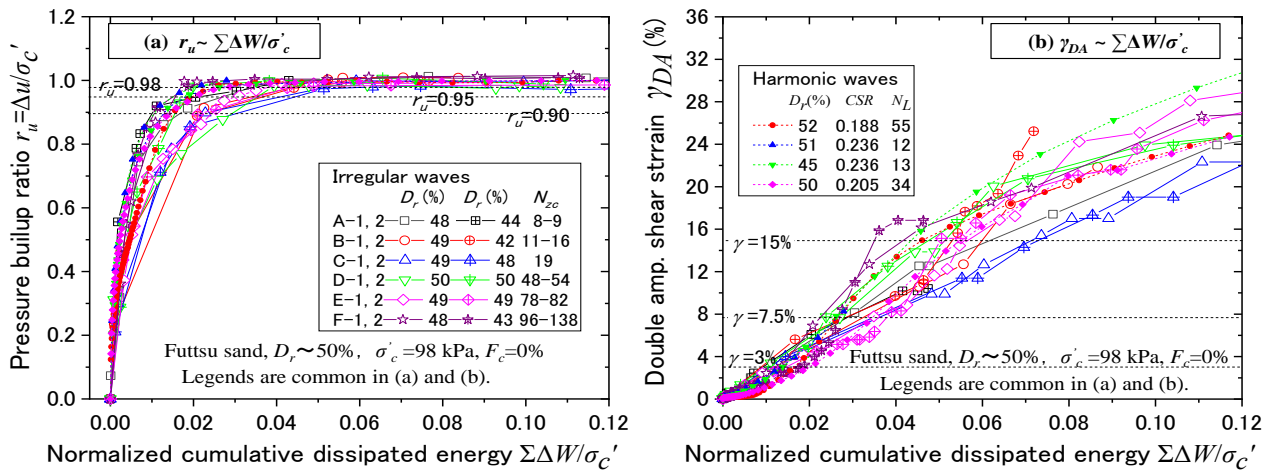 (a) rᵤ ~ ∑ΔW/σ'c
Pressure builup ratio rᵤ=Δu/σc′
1.2
1.0
0.8
0.6
0.4
0.2
0.0
rᵤ=0.98
rᵤ=0.95
rᵤ=0.90
Irregular waves
Dr(%) Dr(%) Nzc
A-1, 2 48 44 8-9
B-1, 2 49 42 11-16
C-1, 2 49 48 19
D-1, 2 50 50 48-54
E-1, 2 49 49 78-82
F-1, 2 48 43 96-138
Futtsu sand, Dr~50%, σ'c=98 kPa, Fc=0%
Legends are common in (a) and (b).
0.00 0.02 0.04 0.06 0.08 0.10 0.12
Normalized cumulative dissipated energy ΣΔW/σc′
(b) γDA ~ ∑ΔW/σ'c
Double amp. shear strain γDA(%)
32
28
24
20
16
12
8
4
0
Harmonic waves
Dr(%) CSR NL
52 0.188 55
51 0.236 12
45 0.236 13
50 0.205 34
γ=15%
γ=7.5%
γ=3%
Futtsu sand, Dr~50%, σ'c=98 kPa, Fc=0%
Legends are common in (a) and (b).
0.00 0.02 0.04 0.06 0.08 0.10 0.12
Normalized cumulative dissipated energy ΣΔW/σc′